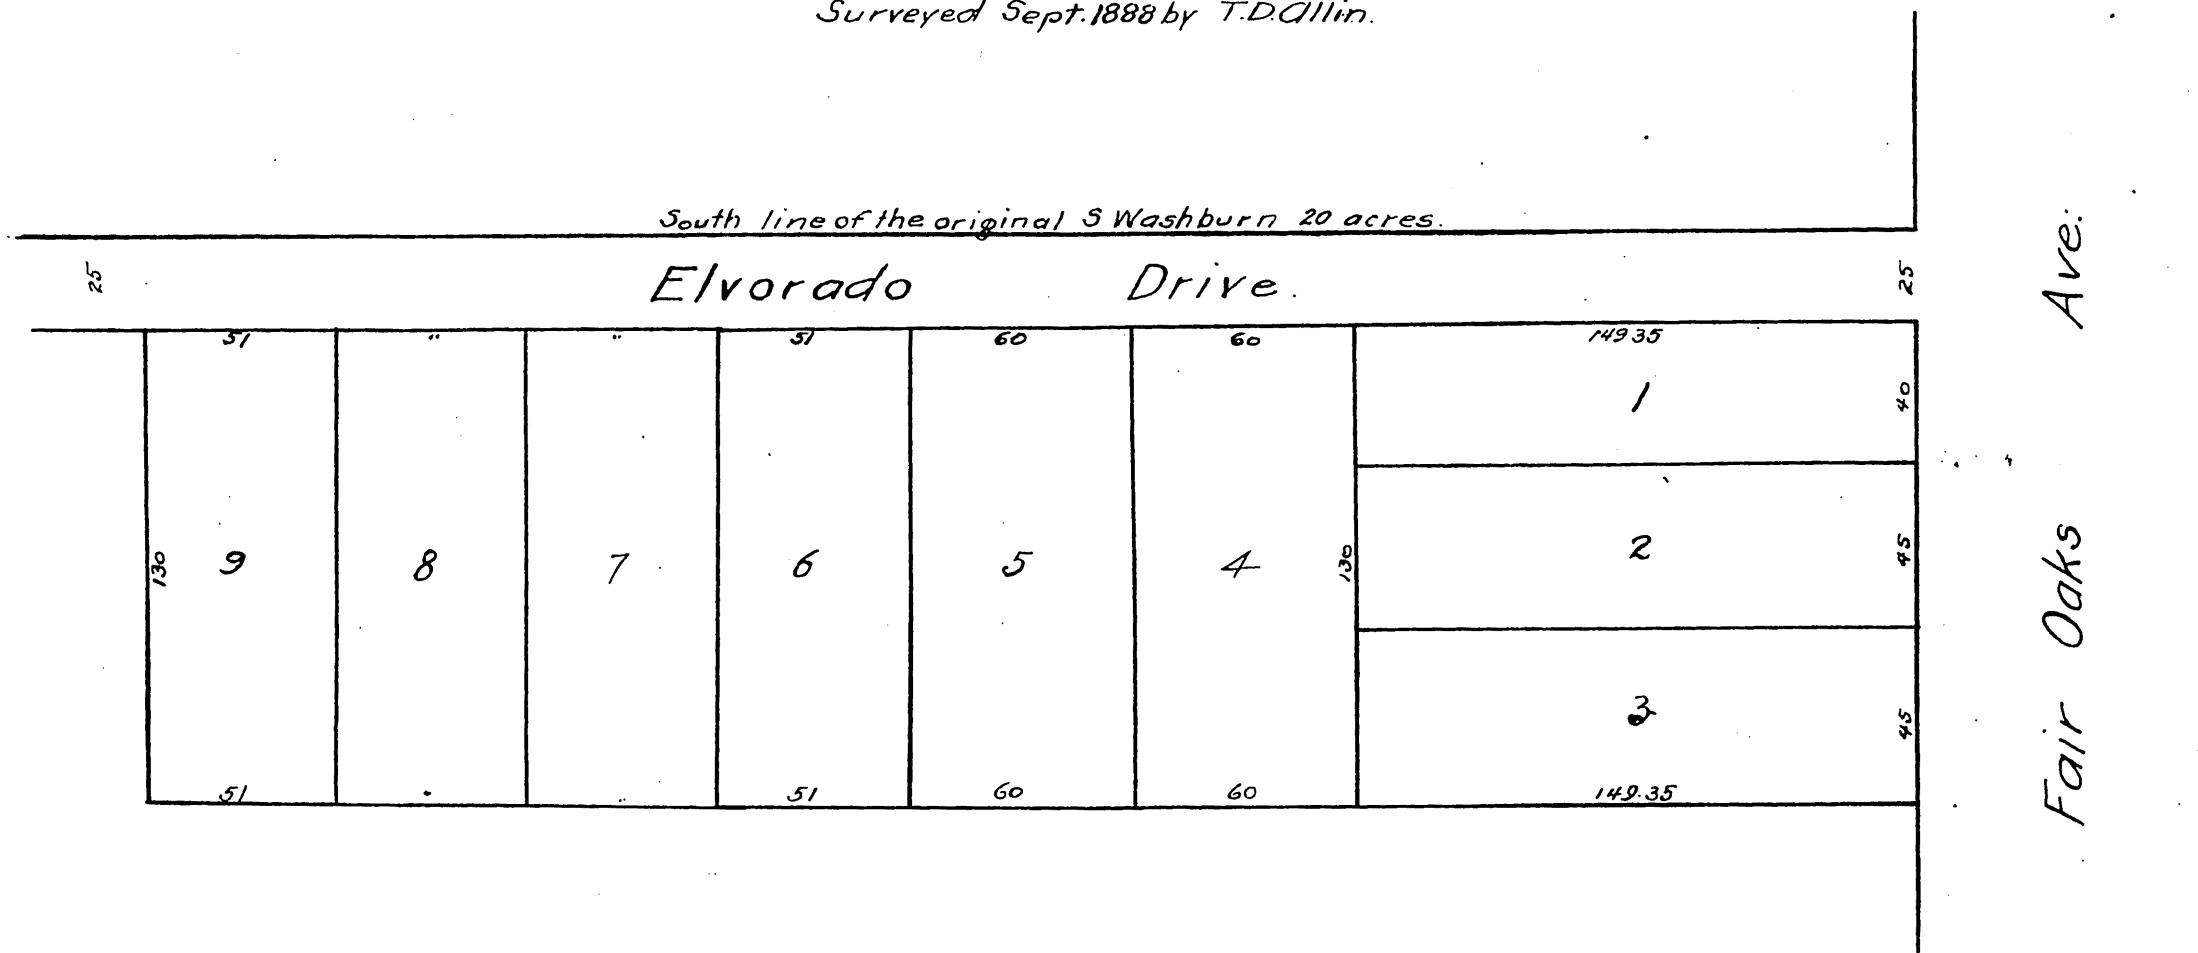 Surveyed Sept. 1888 by T.D. Allin.
South line of the original S Washburn 20 acres.
25
Elvorado Drive.
25
51 " " 51 60 60 149 35
1
40
9 8 7 6 5 4
130
130
2
45
3
45
51 " " 51 60 60 149.35
Fair Oaks Ave: